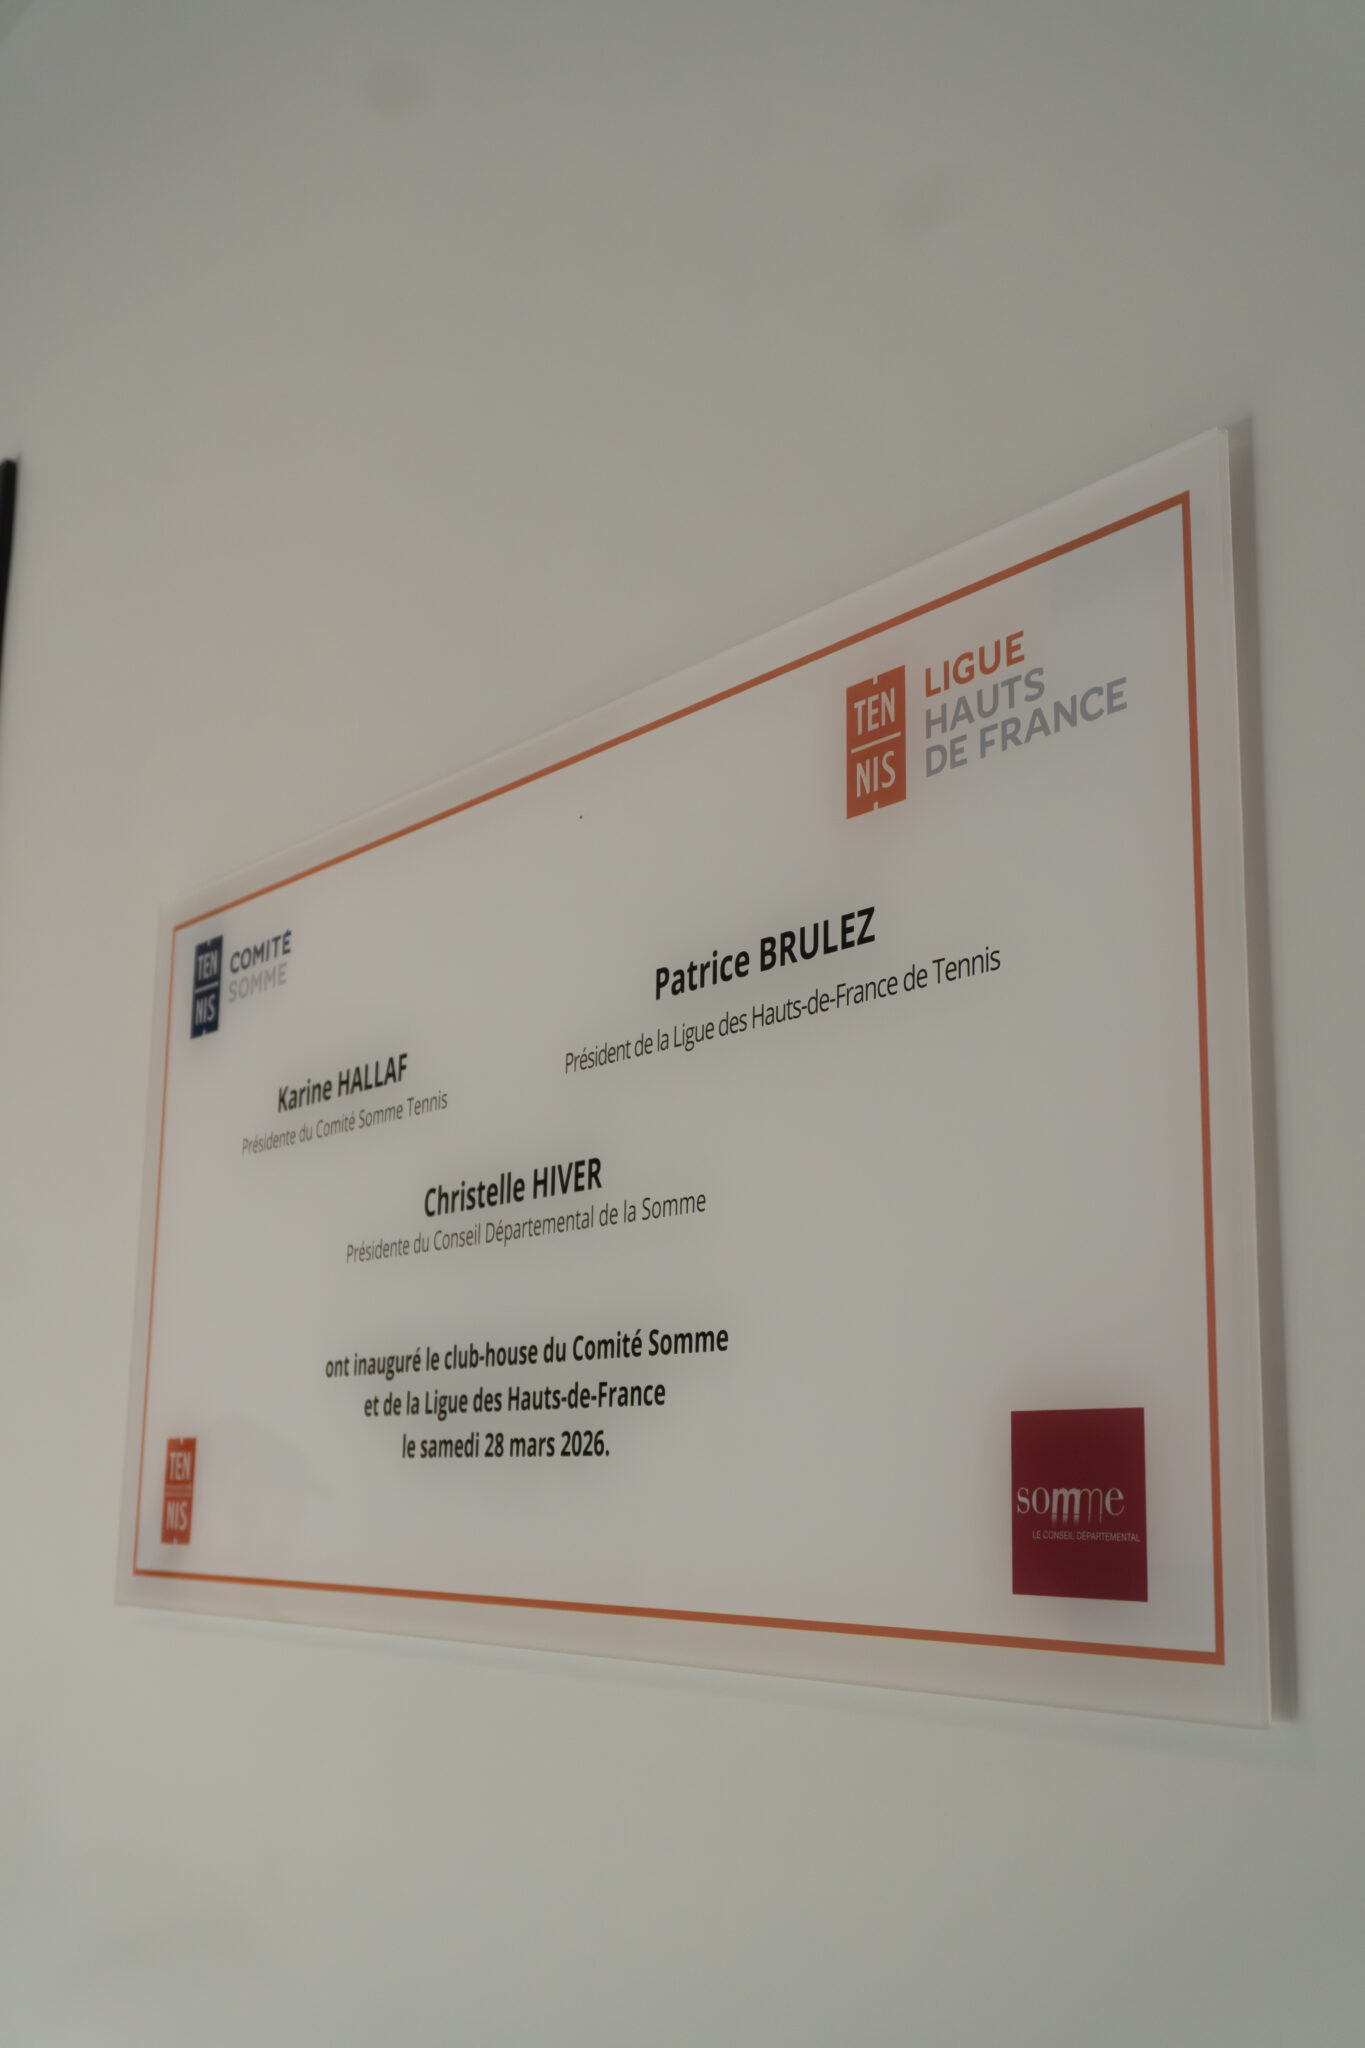 TEN
NIS
LIGUE
HAUTS
DE FRANCE
TEN
NIS
COMITÉ
SOMME
Patrice BRULEZ
Président de la Ligue des Hauts-de-France de Tennis
Karine HALLAF
Présidente du Comité Somme Tennis
Christelle HIVER
Présidente du Conseil Départemental de la Somme
ont inauguré le club-house du Comité Somme
et de la Ligue des Hauts-de-France
le samedi 28 mars 2026.
TEN
NIS
somme
LE CONSEIL DÉPARTEMENTAL